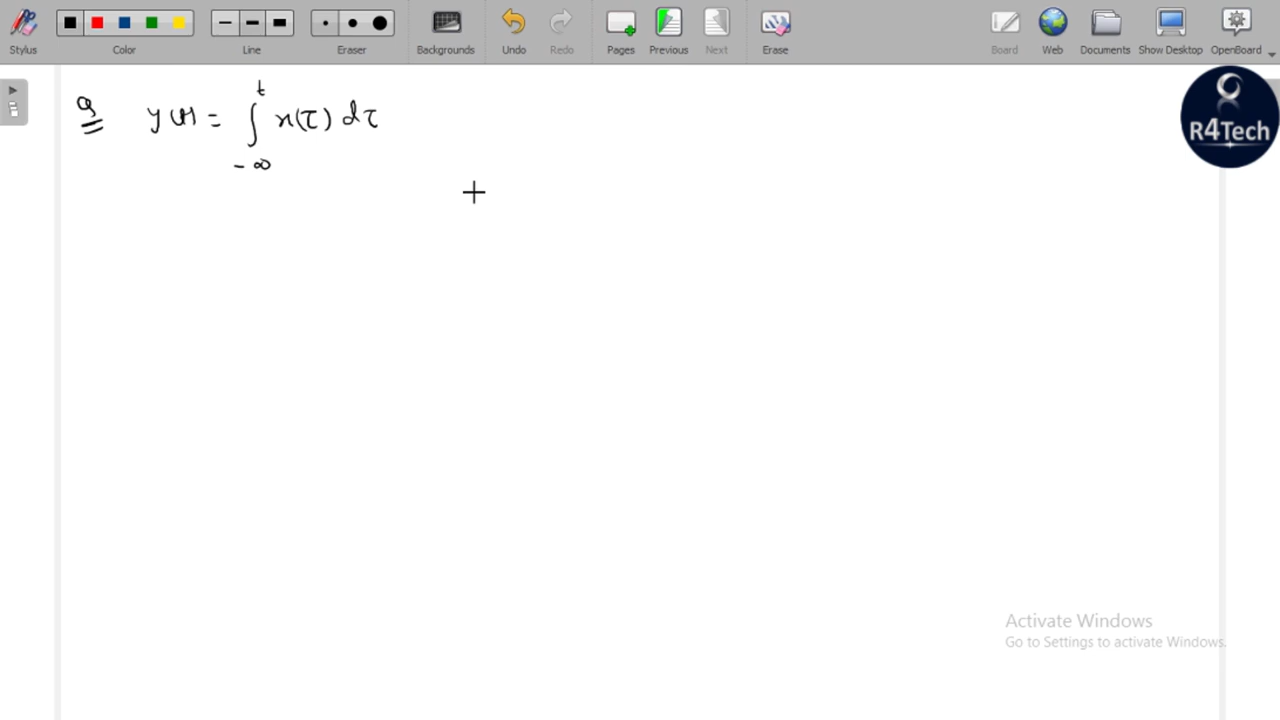 Stylus Color Line Eraser Backgrounds Undo Redo Pages Previous Next Erase Board Web Documents Show Desktop OpenBoard
R4Tech
Q y(t) = ∫_{-∞}^{t} x(τ) dτ
Activate Windows
Go to Settings to activate Windows.